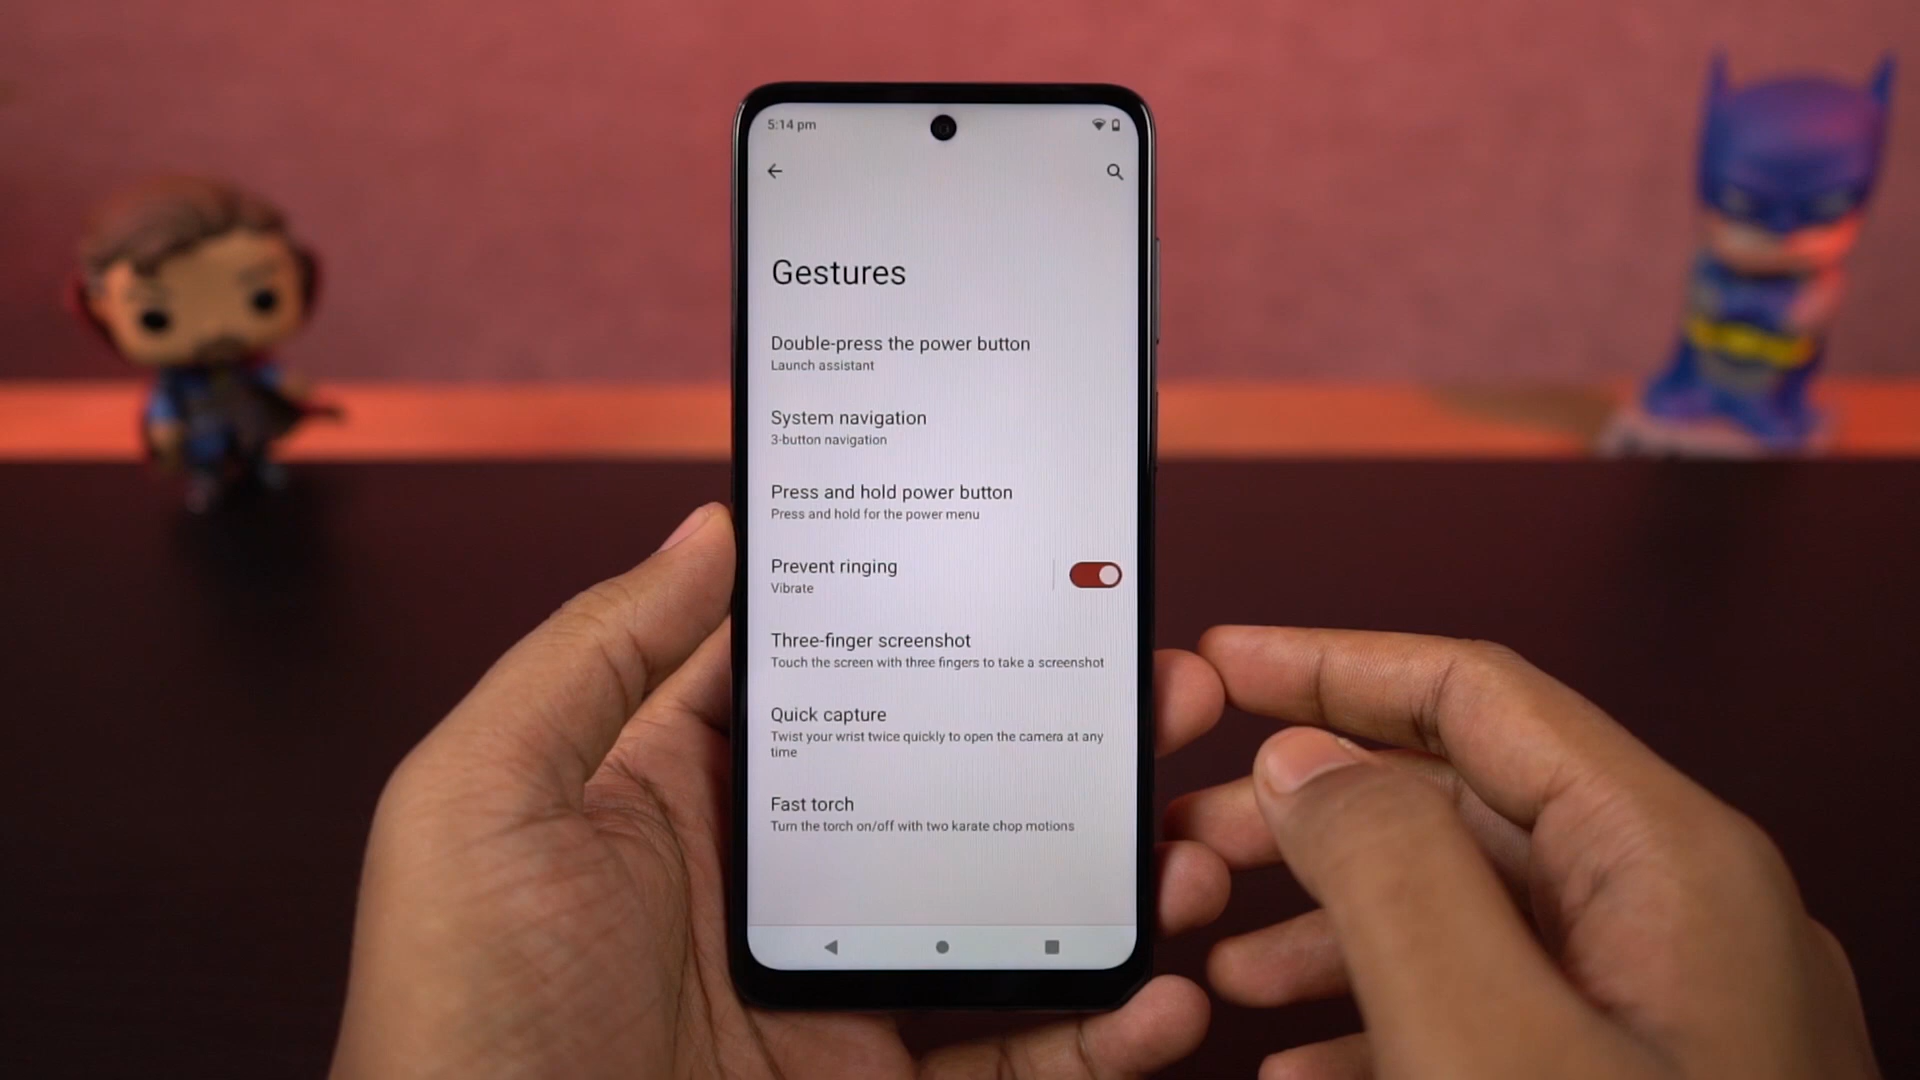 5:14 pm
Gestures
Double-press the power button
Launch assistant
System navigation
3-button navigation
Press and hold power button
Press and hold for the power menu
Prevent ringing
Vibrate
Three-finger screenshot
Touch the screen with three fingers to take a screenshot
Quick capture
Twist your wrist twice quickly to open the camera at any
time
Fast torch
Turn the torch on/off with two karate chop motions